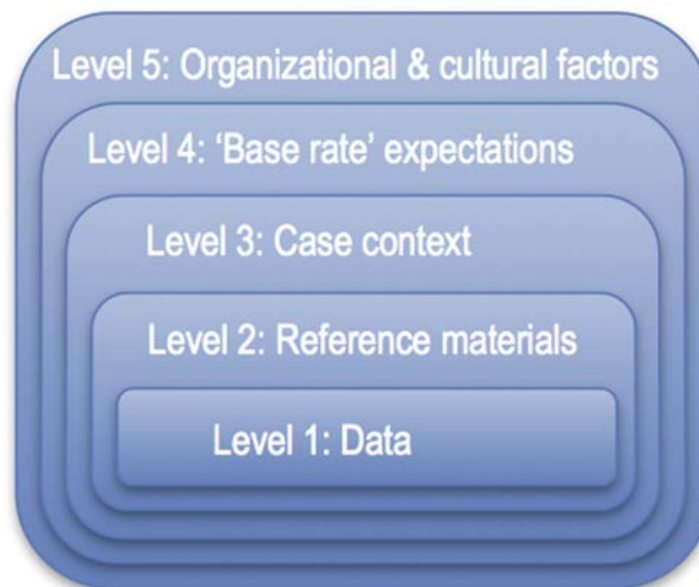 Level 5: Organizational & cultural factors
Level 4: ‘Base rate’ expectations
Level 3: Case context
Level 2: Reference materials
Level 1: Data